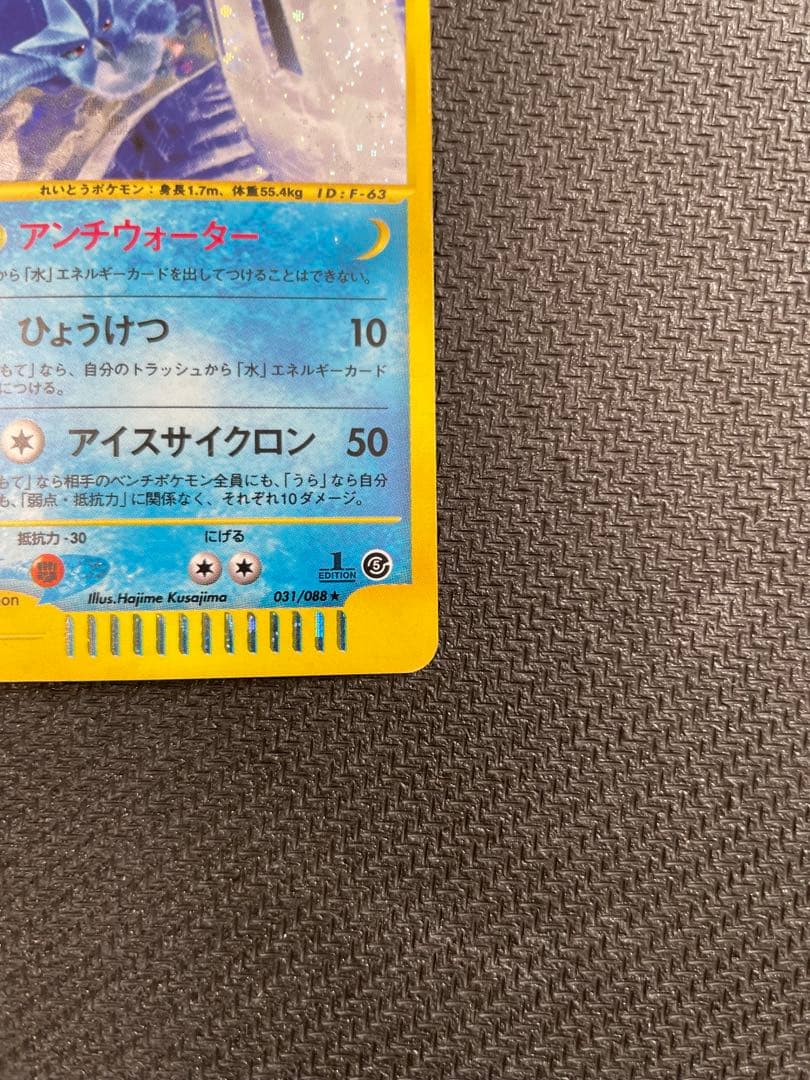 れいとうポケモン：身長1.7m、体重55.4kg ID:F-63
アンチウォーター
から「水」エネルギーカードを出してつけることはできない。
ひょうけつ 10
もて」なら、自分のトラッシュから「水」エネルギーカード
につける。
アイスサイクロン 50
もて」なら相手のベンチポケモン全員にも、「うら」なら自分
も、「弱点・抵抗力」に関係なく、それぞれ10ダメージ。
抵抗力 -30 にげる
1
EDITION
5
on Illus.Hajime Kusajima 031/088★